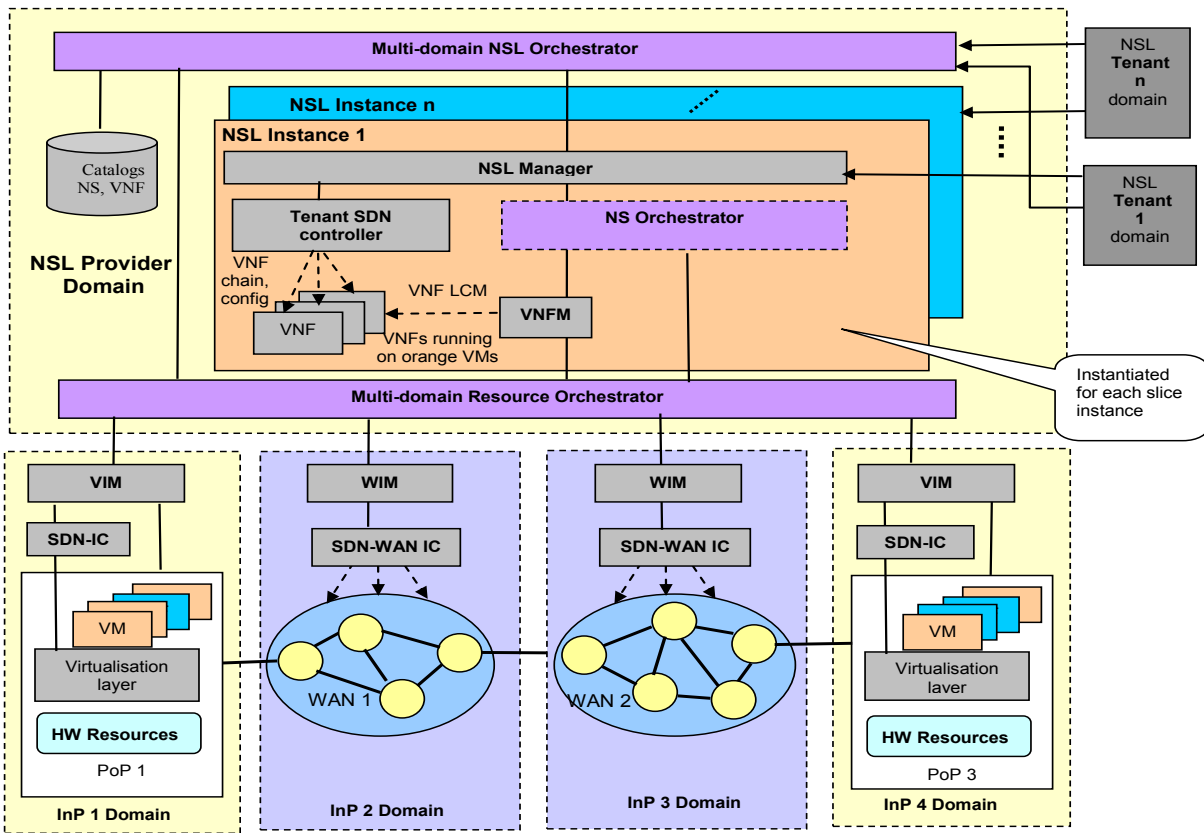 Multi-domain NSL Orchestrator
NSL
Tenant
n
domain
NSL Instance n
NSL Instance 1
Catalogs
NS, VNF
NSL Manager
NSL
Tenant
1
domain
Tenant SDN
controller
NS Orchestrator
NSL Provider
Domain
VNF
chain,
config
VNF LCM
VNF
VNFM
VNFs running
on orange VMs
Instantiated
for each slice
instance
Multi-domain Resource Orchestrator
VIM
WIM
WIM
VIM
SDN-IC
SDN-WAN IC
SDN-WAN IC
SDN-IC
VM
VM
Virtualisation
layer
WAN 1
WAN 2
Virtualisation
laver
HW Resources
HW Resources
PoP 1
PoP 3
InP 1 Domain
InP 2 Domain
InP 3 Domain
InP 4 Domain